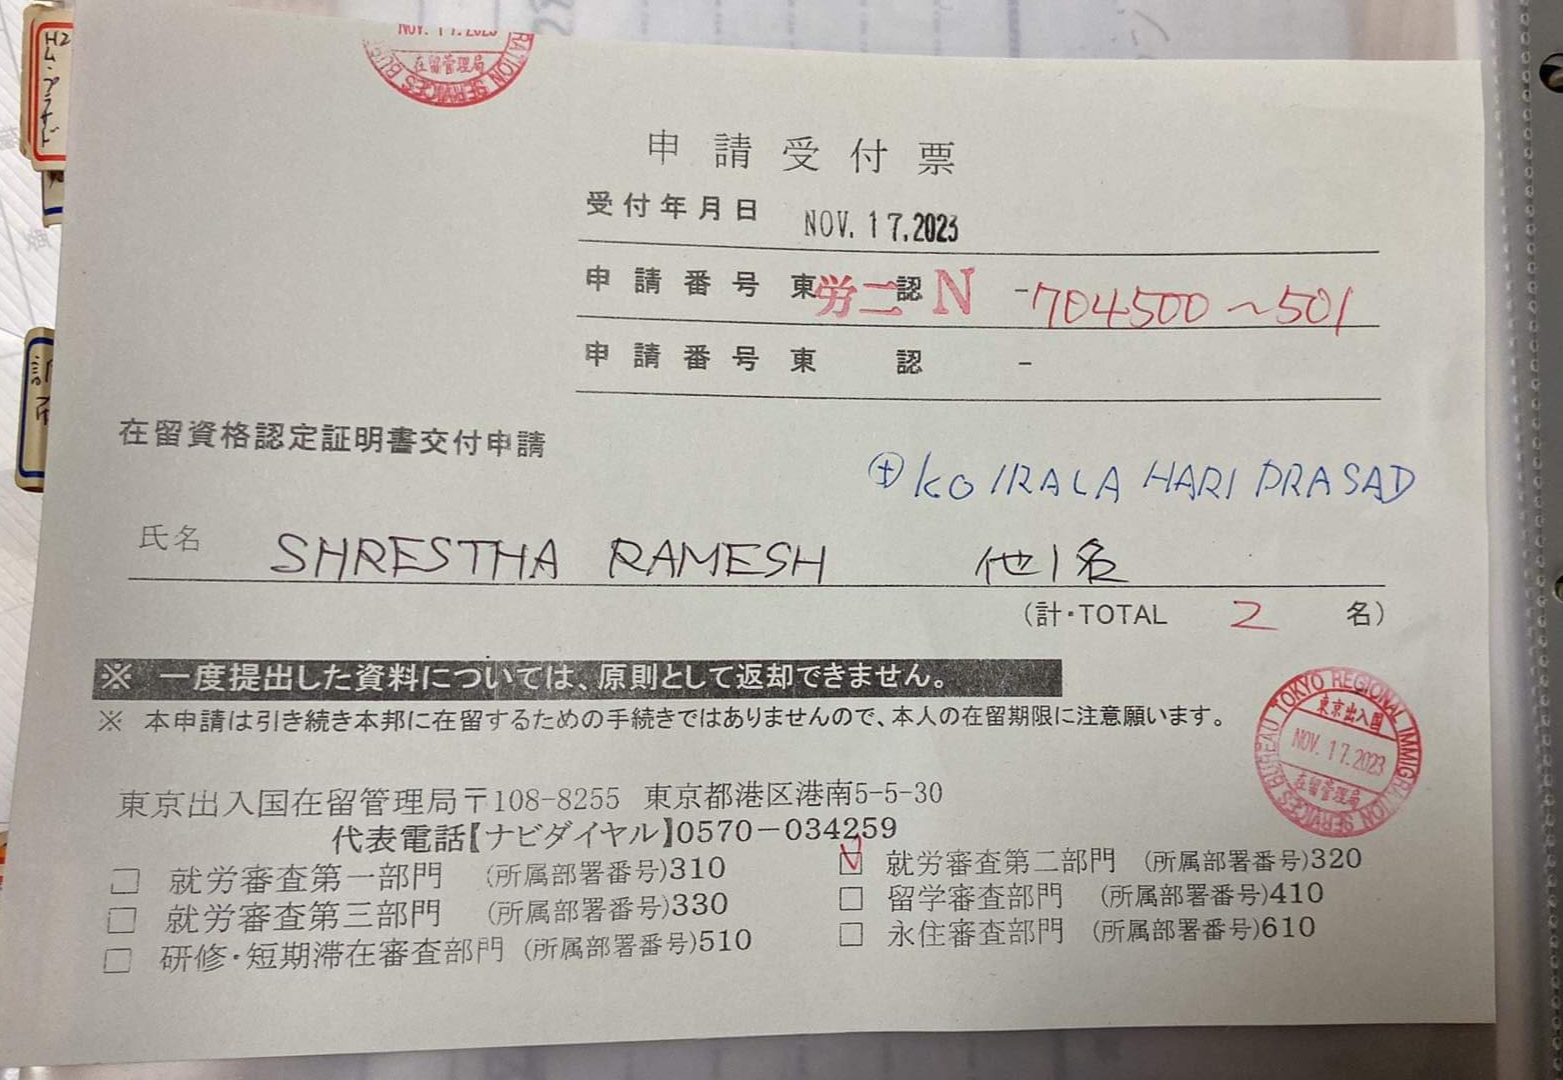 NOV. 17.2023
在留管理局
RATION SERVICES BU
申請受付票
受付年月日 NOV. 17.2023
申請番号 東労二認N -704500～501
申請番号 東 認 -
在留資格認定証明書交付申請
+ KOIRALA HARI PRASAD
氏名 SHRESTHA RAMESH 他1名
(計・TOTAL 2 名)
※ 一度提出した資料については、原則として返却できません。
※ 本申請は引き続き本邦に在留するための手続きではありませんので、本人の在留期限に注意願います。
TOKYO REGIONAL IMMIGRATION SERVICES BUREAU
東京出入国
NOV. 17.2023
在留管理局
東京出入国在留管理局〒108-8255 東京都港区港南5-5-30
代表電話【ナビダイヤル】0570－034259
□ 就労審査第一部門 (所属部署番号)310
☑ 就労審査第二部門 (所属部署番号)320
□ 就労審査第三部門 (所属部署番号)330
□ 留学審査部門 (所属部署番号)410
□ 研修・短期滞在審査部門 (所属部署番号)510
□ 永住審査部門 (所属部署番号)610